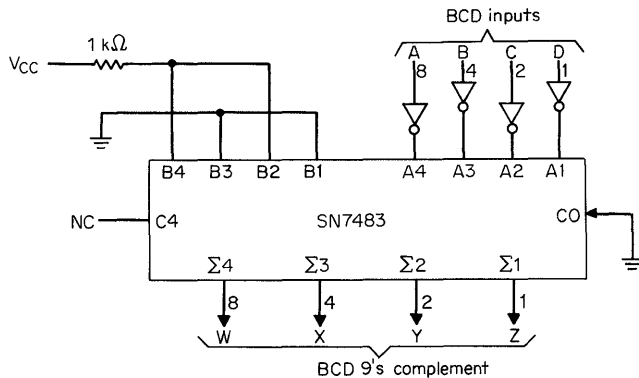 BCD inputs
1 kΩ
A B C D
VCC
8 4 2 1
B4 B3 B2 B1 A4 A3 A2 A1
NC C4 SN7483 CO
Σ4 Σ3 Σ2 Σ1
8 4 2 1
W X Y Z
BCD 9's complement